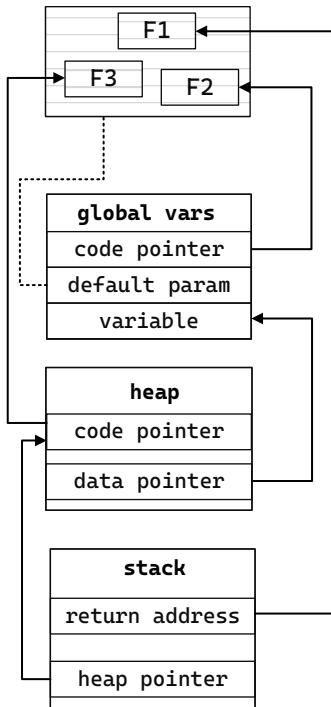 F1
F3
F2
global vars
code pointer
default param
variable
heap
code pointer
data pointer
stack
return address
heap pointer